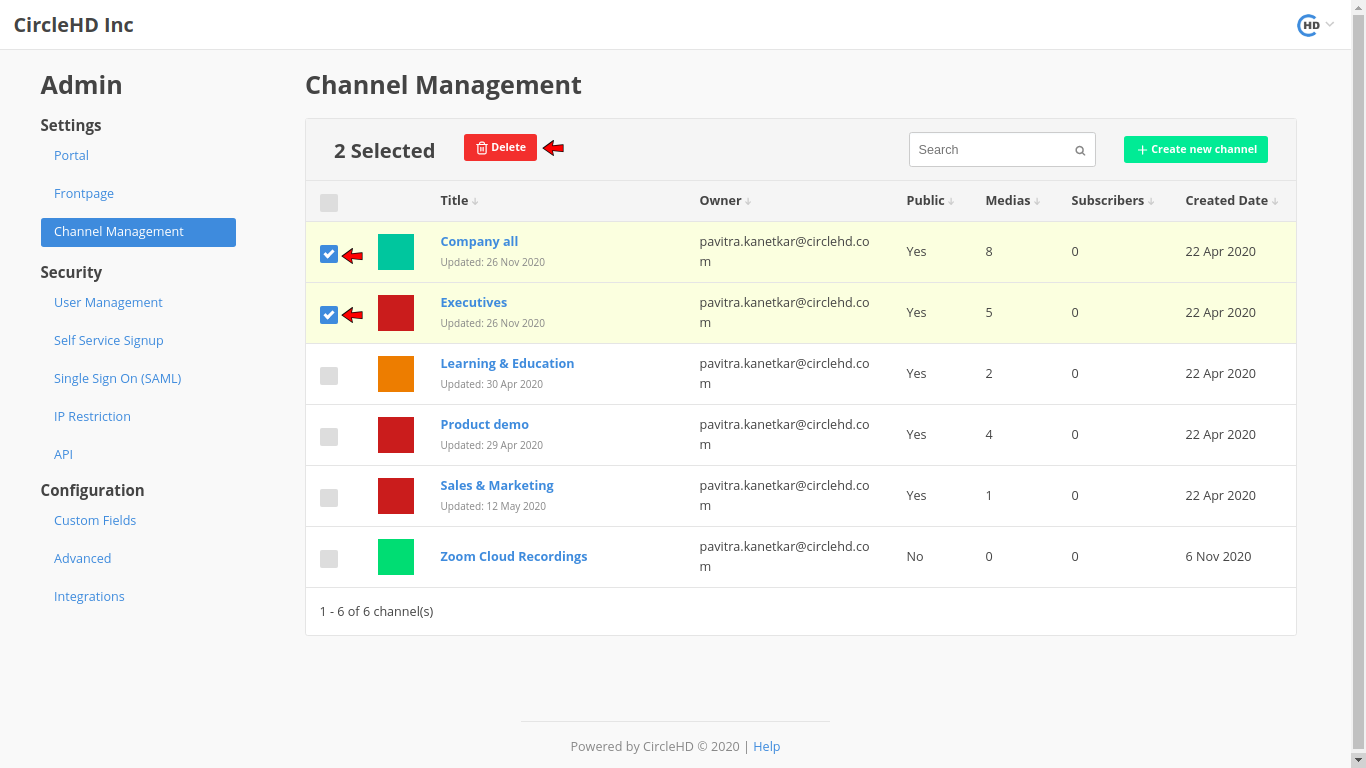 CircleHD Inc
HD
Admin
Settings
Portal
Frontpage
Channel Management
Security
User Management
Self Service Signup
Single Sign On (SAML)
IP Restriction
API
Configuration
Custom Fields
Advanced
Integrations
Channel Management
2 Selected
Delete
Search
Create new channel
Title Owner Public Medias Subscribers Created Date
Company all
Updated: 26 Nov 2020
pavitra.kanetkar@circlehd.co
m
Yes 8 0 22 Apr 2020
Executives
Updated: 26 Nov 2020
pavitra.kanetkar@circlehd.co
m
Yes 5 0 22 Apr 2020
Learning & Education
Updated: 30 Apr 2020
pavitra.kanetkar@circlehd.co
m
Yes 2 0 22 Apr 2020
Product demo
Updated: 29 Apr 2020
pavitra.kanetkar@circlehd.co
m
Yes 4 0 22 Apr 2020
Sales & Marketing
Updated: 12 May 2020
pavitra.kanetkar@circlehd.co
m
Yes 1 0 22 Apr 2020
Zoom Cloud Recordings
pavitra.kanetkar@circlehd.co
m
No 0 0 6 Nov 2020
1 - 6 of 6 channel(s)
Powered by CircleHD © 2020 | Help